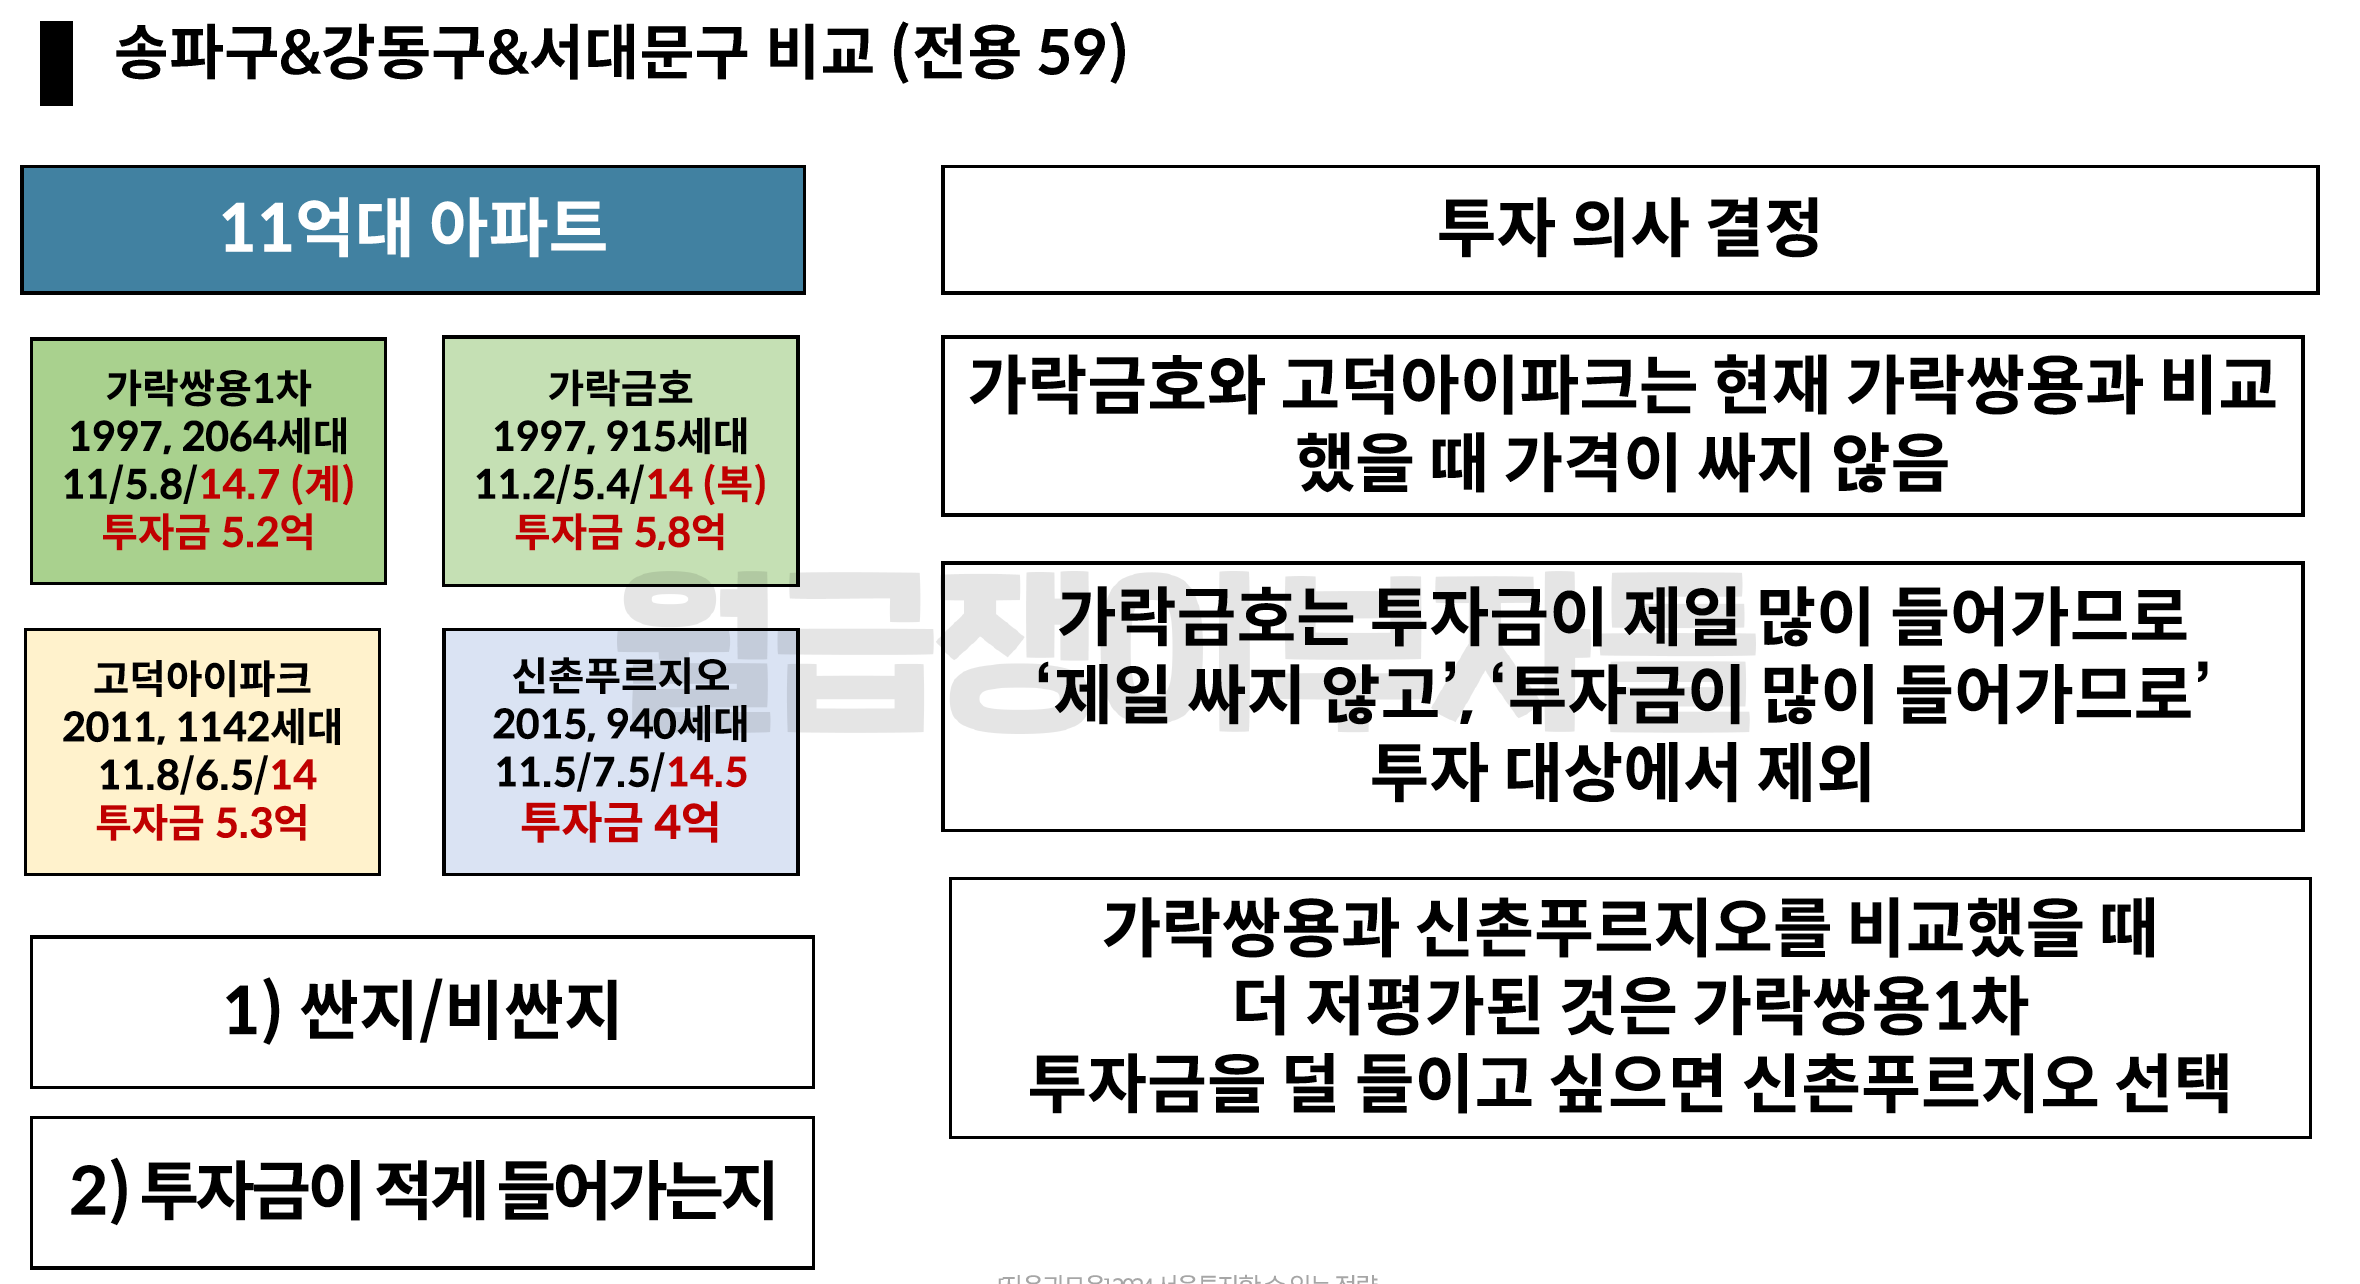 송파구&강동구&서대문구 비교 (전용 59)
11억대 아파트
가락쌍용1차
1997, 2064세대
11/5.8/14.7 (계)
투자금 5.2억
가락금호
1997, 915세대
11.2/5.4/14 (복)
투자금 5,8억
고덕아이파크
2011, 1142세대
11.8/6.5/14
투자금 5.3억
신촌푸르지오
2015, 940세대
11.5/7.5/14.5
투자금 4억
1) 싼지/비싼지
2) 투자금이 적게 들어가는지
투자 의사 결정
가락금호와 고덕아이파크는 현재 가락쌍용과 비교
했을 때 가격이 싸지 않음
가락금호는 투자금이 제일 많이 들어가므로
‘제일 싸지 않고’, ‘투자금이 많이 들어가므로’
투자 대상에서 제외
가락쌍용과 신촌푸르지오를 비교했을 때
더 저평가된 것은 가락쌍용1차
투자금을 덜 들이고 싶으면 신촌푸르지오 선택
월급쟁이부자들